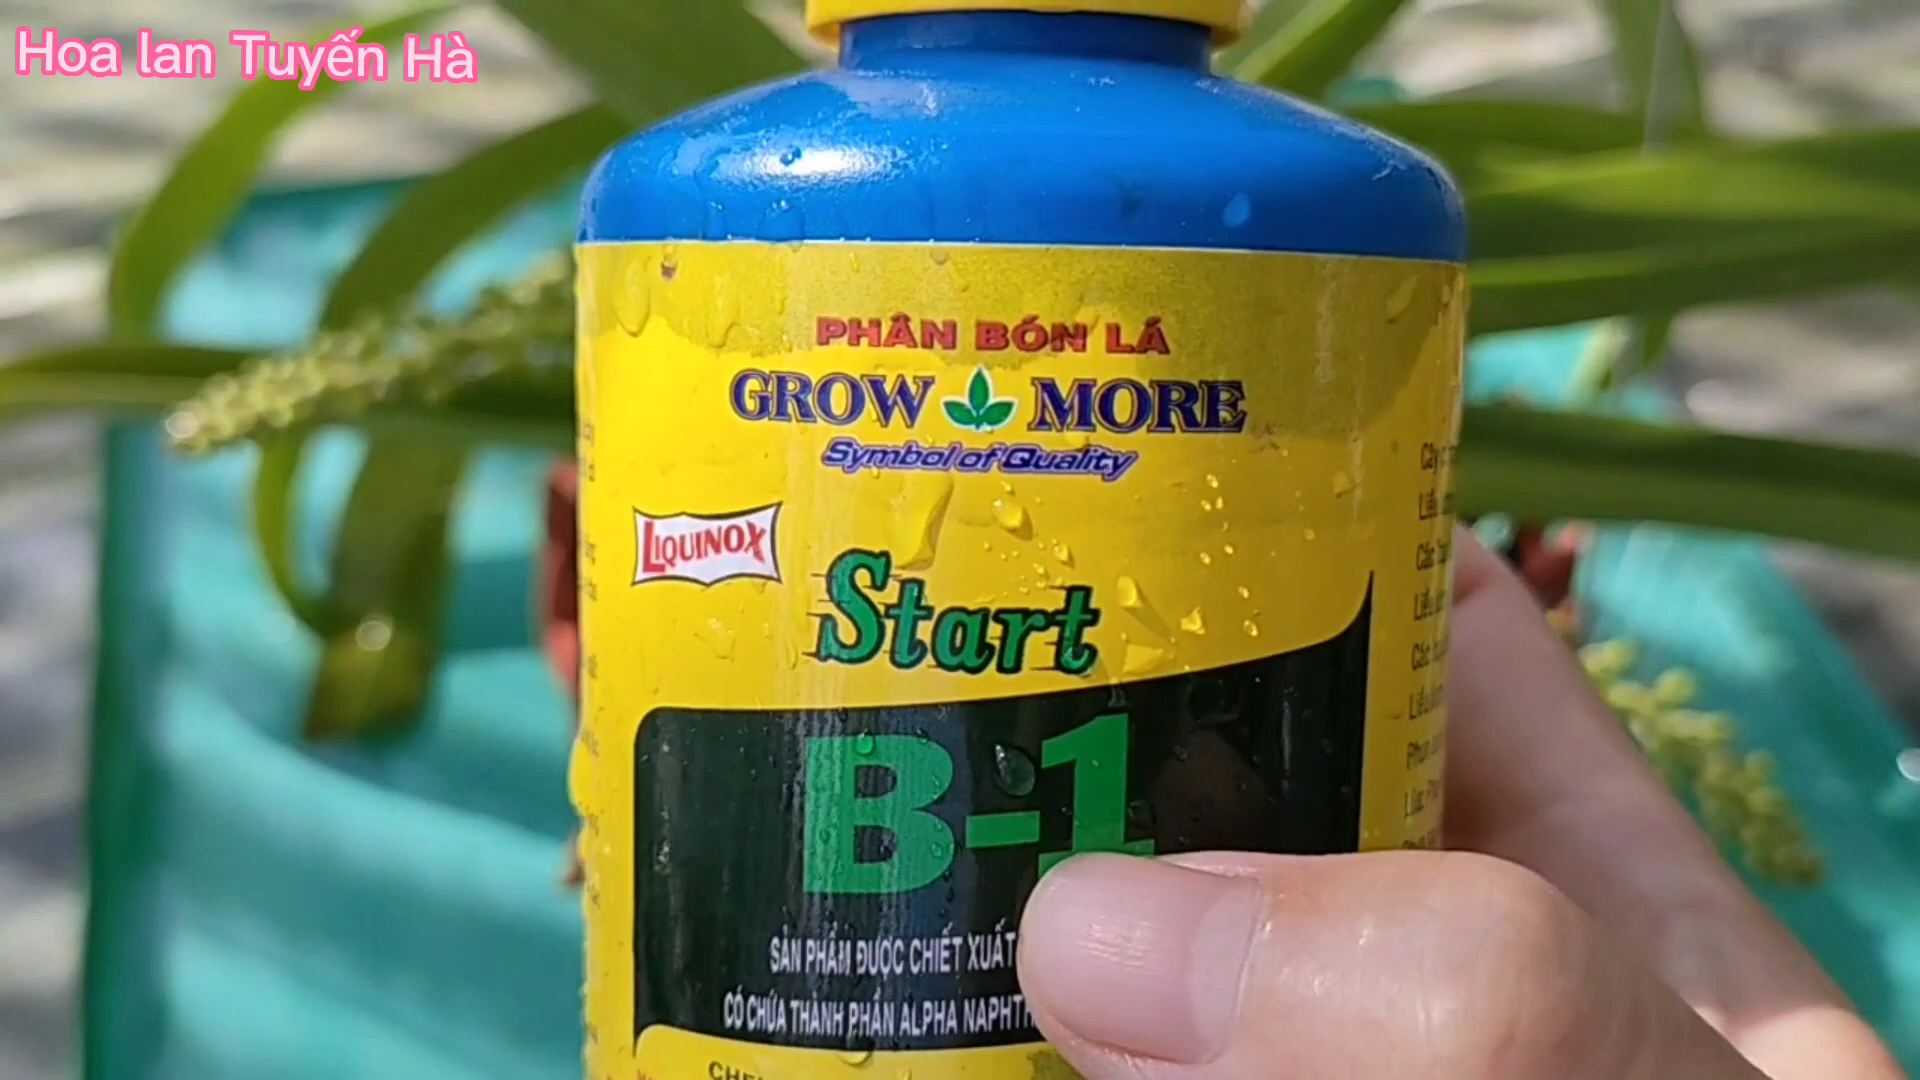 Hoa lan Tuyến Hà
PHÂN BÓN LÁ
GROW MORE
Symbol of Quality
LIQUINOX
Start
B-1
SẢN PHẨM ĐƯỢC CHIẾT XUẤT
CÓ CHỨA THÀNH PHẦN ALPHA